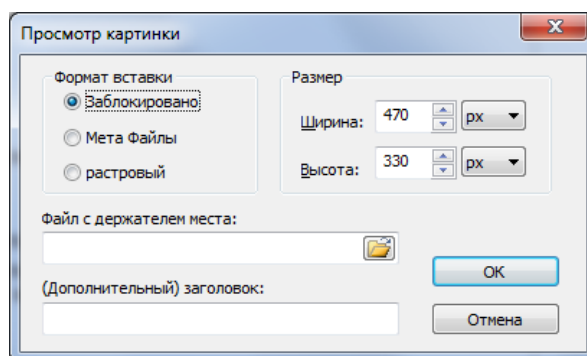 Просмотр картинки
Формат вставки
Заблокировано
Мета Файлы
растровый
Размер
Ширина: 470 px
Высота: 330 px
Файл с держателем места:
(Дополнительный) заголовок:
OK
Отмена